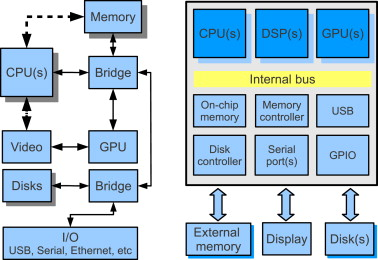 Memory
CPU(s)
Bridge
Video
GPU
Disks
Bridge
I/O
USB, Serial, Ethernet, etc
CPU(s)
DSP(s)
GPU(s)
Internal bus
On-chip
memory
Memory
controller
USB
Disk
controller
Serial
port(s)
GPIO
External
memory
Display
Disk(s)